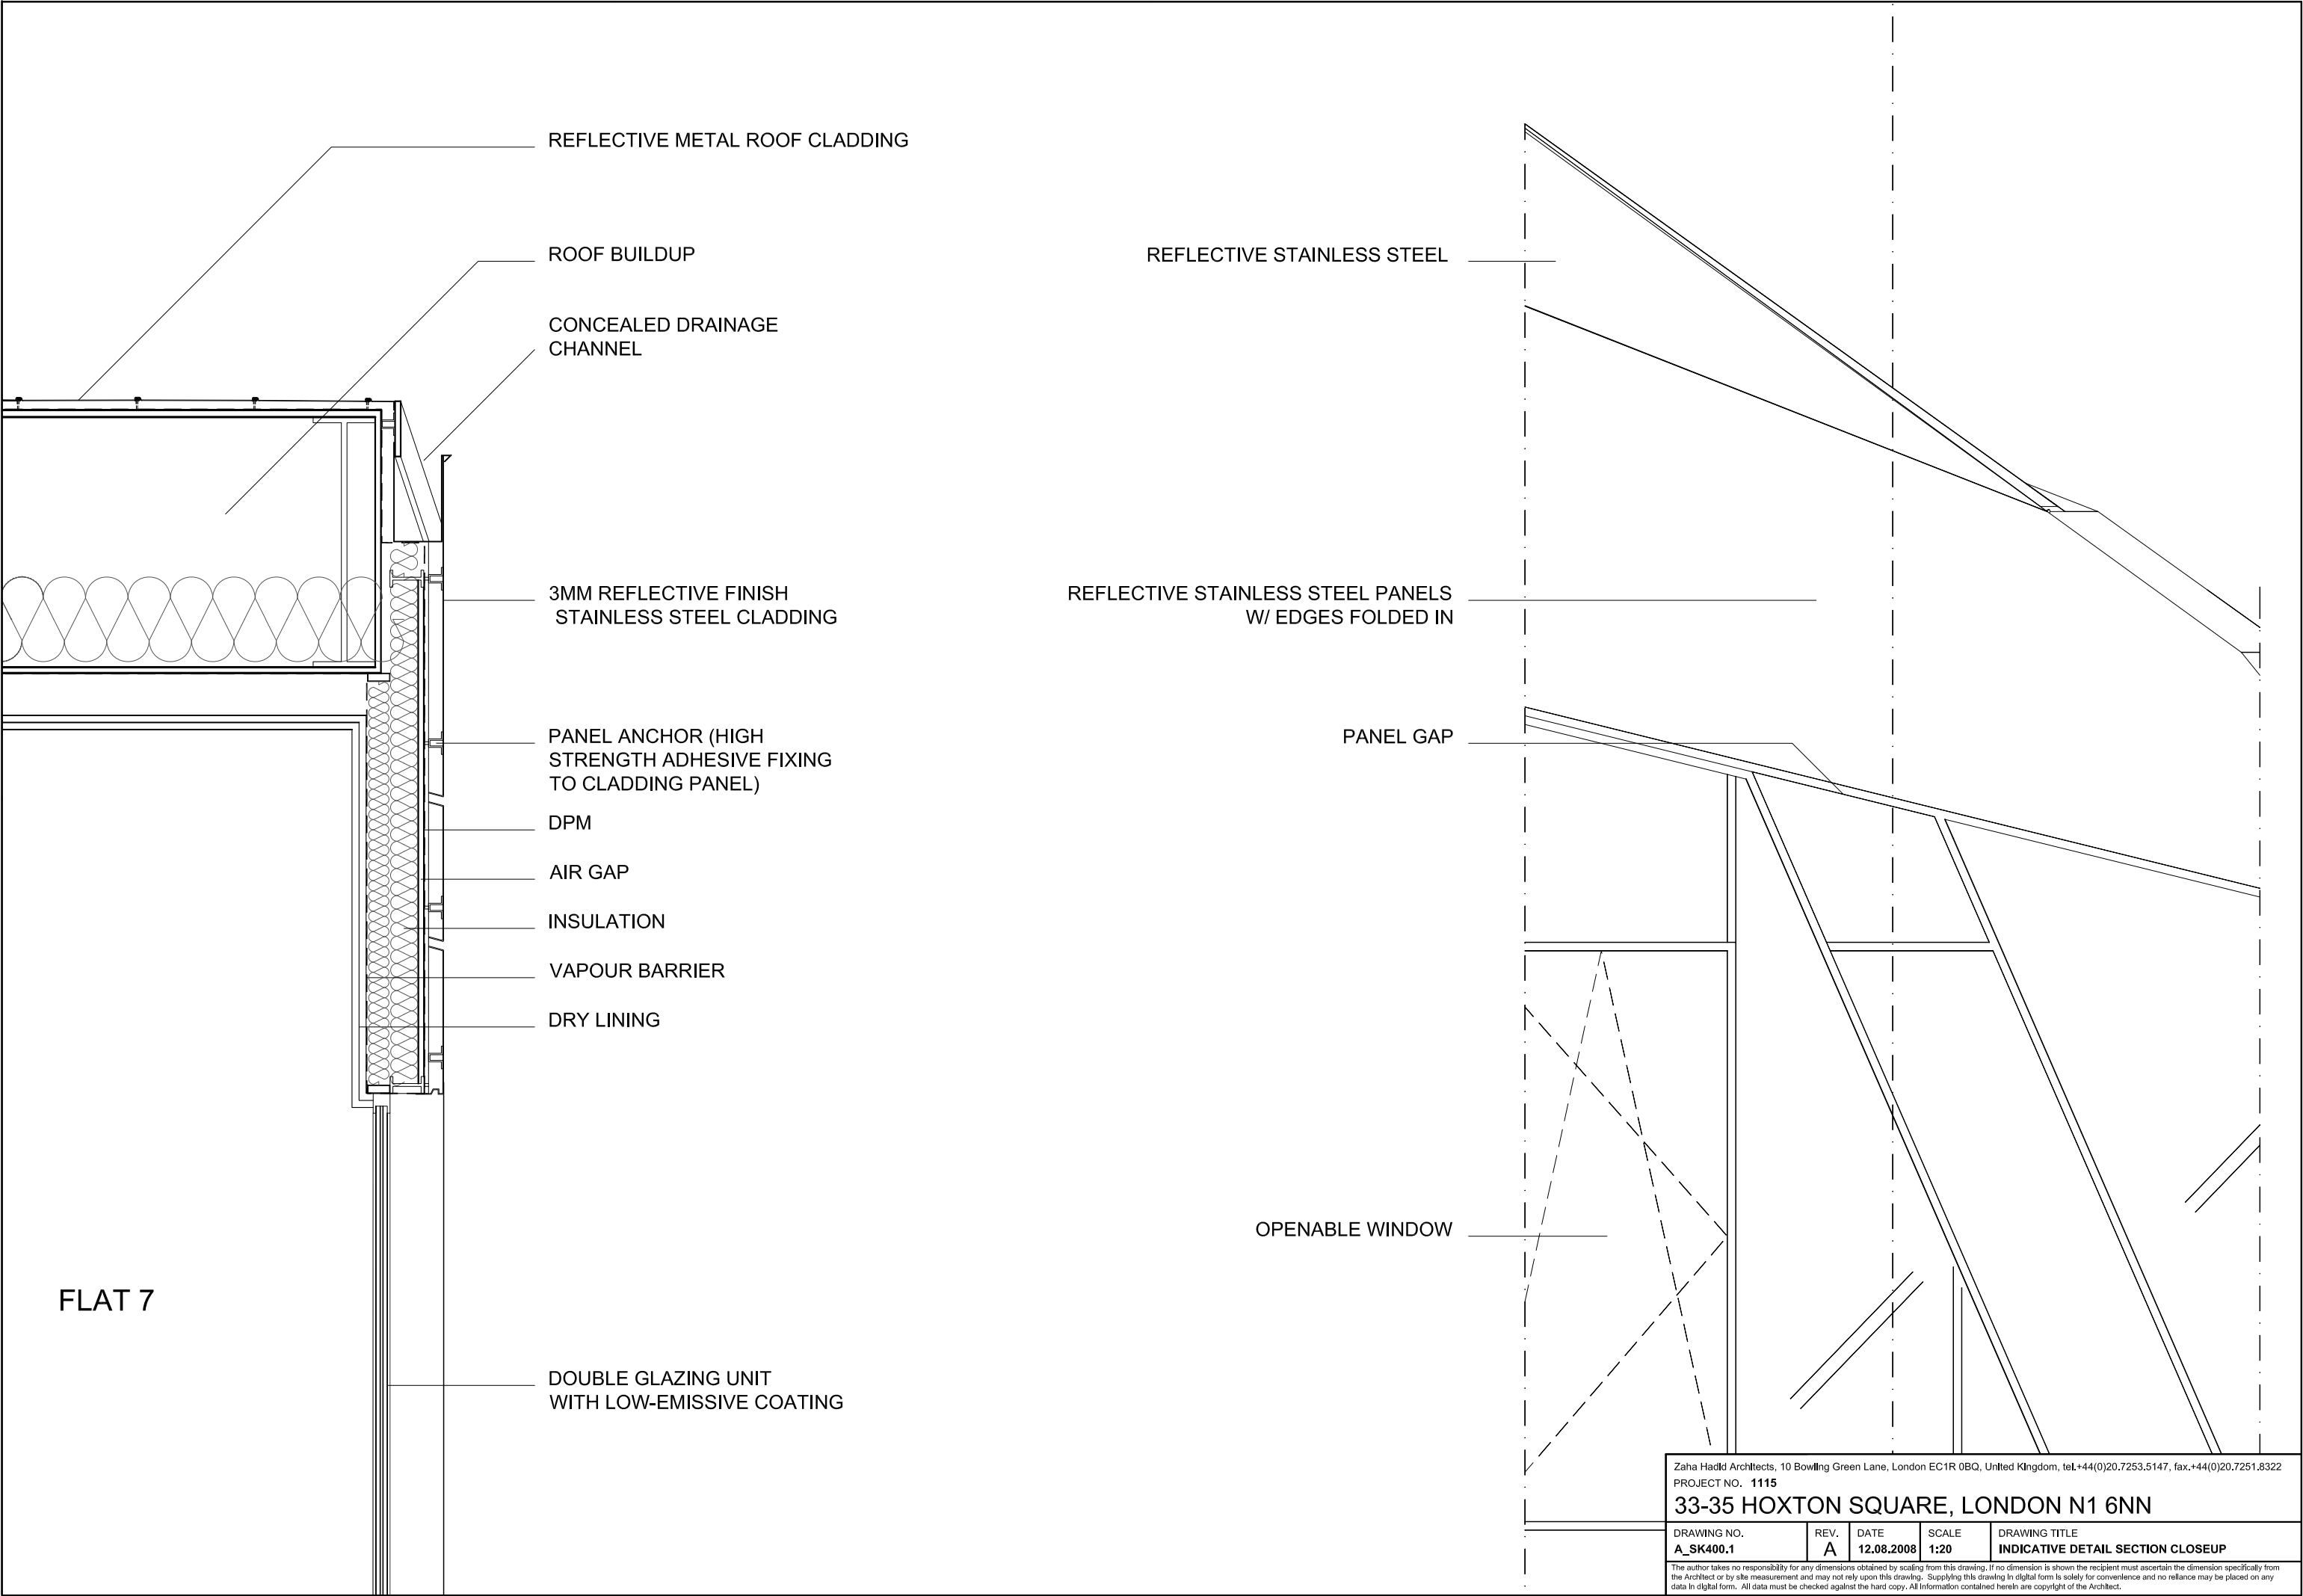 REFLECTIVE METAL ROOF CLADDING
ROOF BUILDUP
CONCEALED DRAINAGE
CHANNEL
3MM REFLECTIVE FINISH
STAINLESS STEEL CLADDING
PANEL ANCHOR (HIGH
STRENGTH ADHESIVE FIXING
TO CLADDING PANEL)
DPM
AIR GAP
INSULATION
VAPOUR BARRIER
DRY LINING
FLAT 7
DOUBLE GLAZING UNIT
WITH LOW-EMISSIVE COATING
REFLECTIVE STAINLESS STEEL
REFLECTIVE STAINLESS STEEL PANELS
W/ EDGES FOLDED IN
PANEL GAP
OPENABLE WINDOW
Zaha Hadid Architects, 10 Bowling Green Lane, London EC1R 0BQ, United Kingdom, tel.+44(0)20.7253.5147, fax.+44(0)20.7251.8322
PROJECT NO. 1115
33-35 HOXTON SQUARE, LONDON N1 6NN
DRAWING NO. REV. DATE SCALE DRAWING TITLE
A_SK400.1 A 12.08.2008 1:20 INDICATIVE DETAIL SECTION CLOSEUP
The author takes no responsibility for any dimensions obtained by scaling from this drawing. If no dimension is shown the recipient must ascertain the dimension specifically from
the Architect or by site measurement and may not rely upon this drawing. Supplying this drawing in digital form is solely for convenience and no reliance may be placed on any
data in digital form. All data must be checked against the hard copy. All information contained herein are copyright of the Architect.